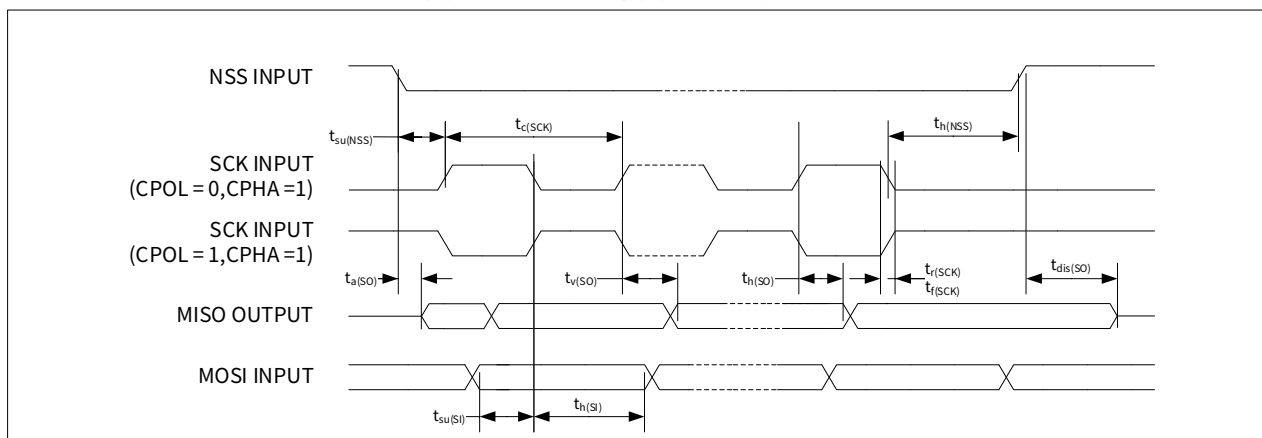 NSS INPUT
t_su(NSS)
t_c(SCK)
t_h(NSS)
SCK INPUT
(CPOL = 0,CPHA =1)
SCK INPUT
(CPOL = 1,CPHA =1)
t_a(SO)
t_v(SO)
t_h(SO)
t_r(SCK)
t_f(SCK)
t_dis(SO)
MISO OUTPUT
MOSI INPUT
t_su(SI)
t_h(SI)